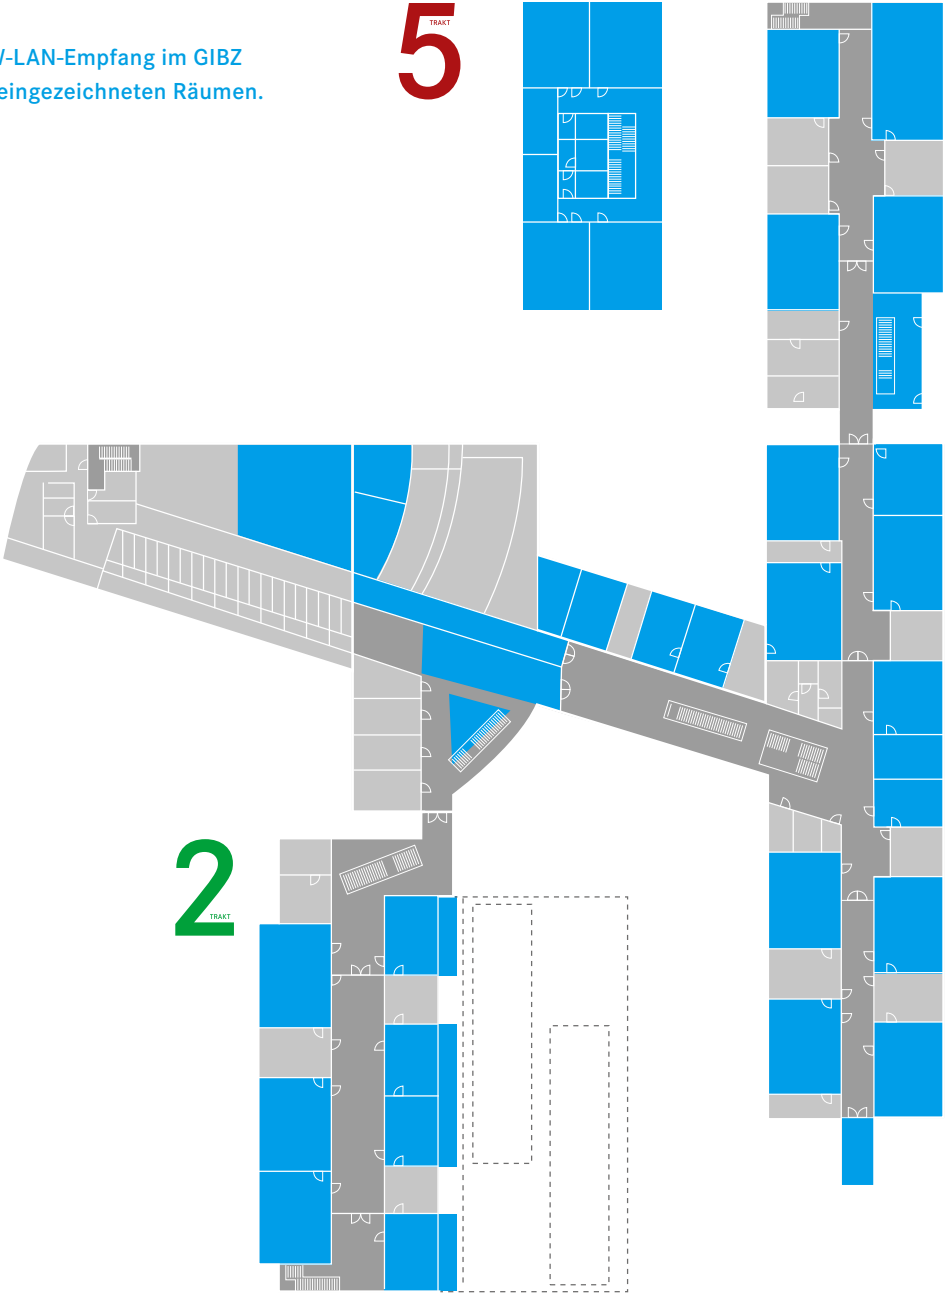 -LAN-Empfang im GIBZ
eingezeichneten Räumen.
5
TRAKT
2
TRAKT